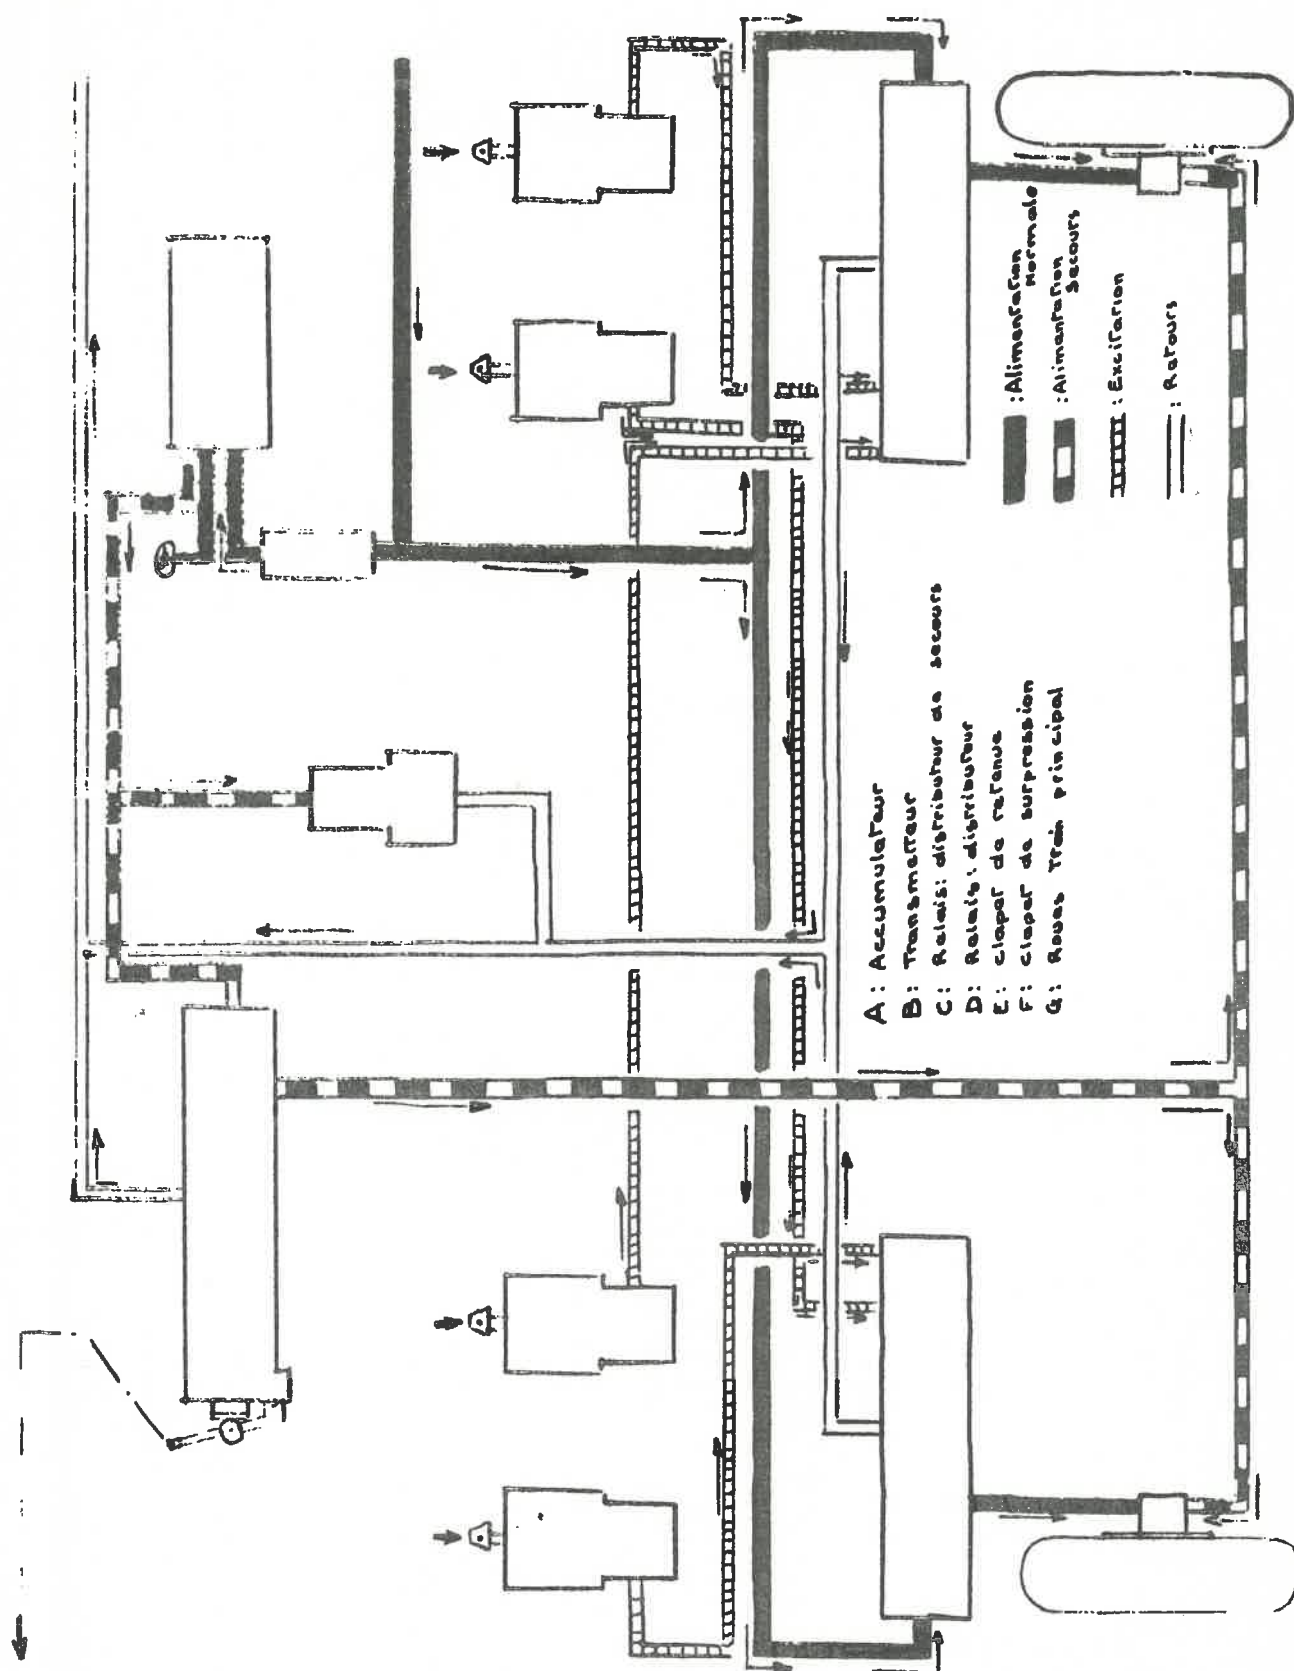 :Alimentation
Normale
:Alimentation
Secours
: Excitation
: Retours
A: Accumulateur
B: Transmetteur
C: Relais: distributeur de secours
D: Relais: distributeur
E: clapet de retenue
F: clapet de surpression
G: Roues Train principal